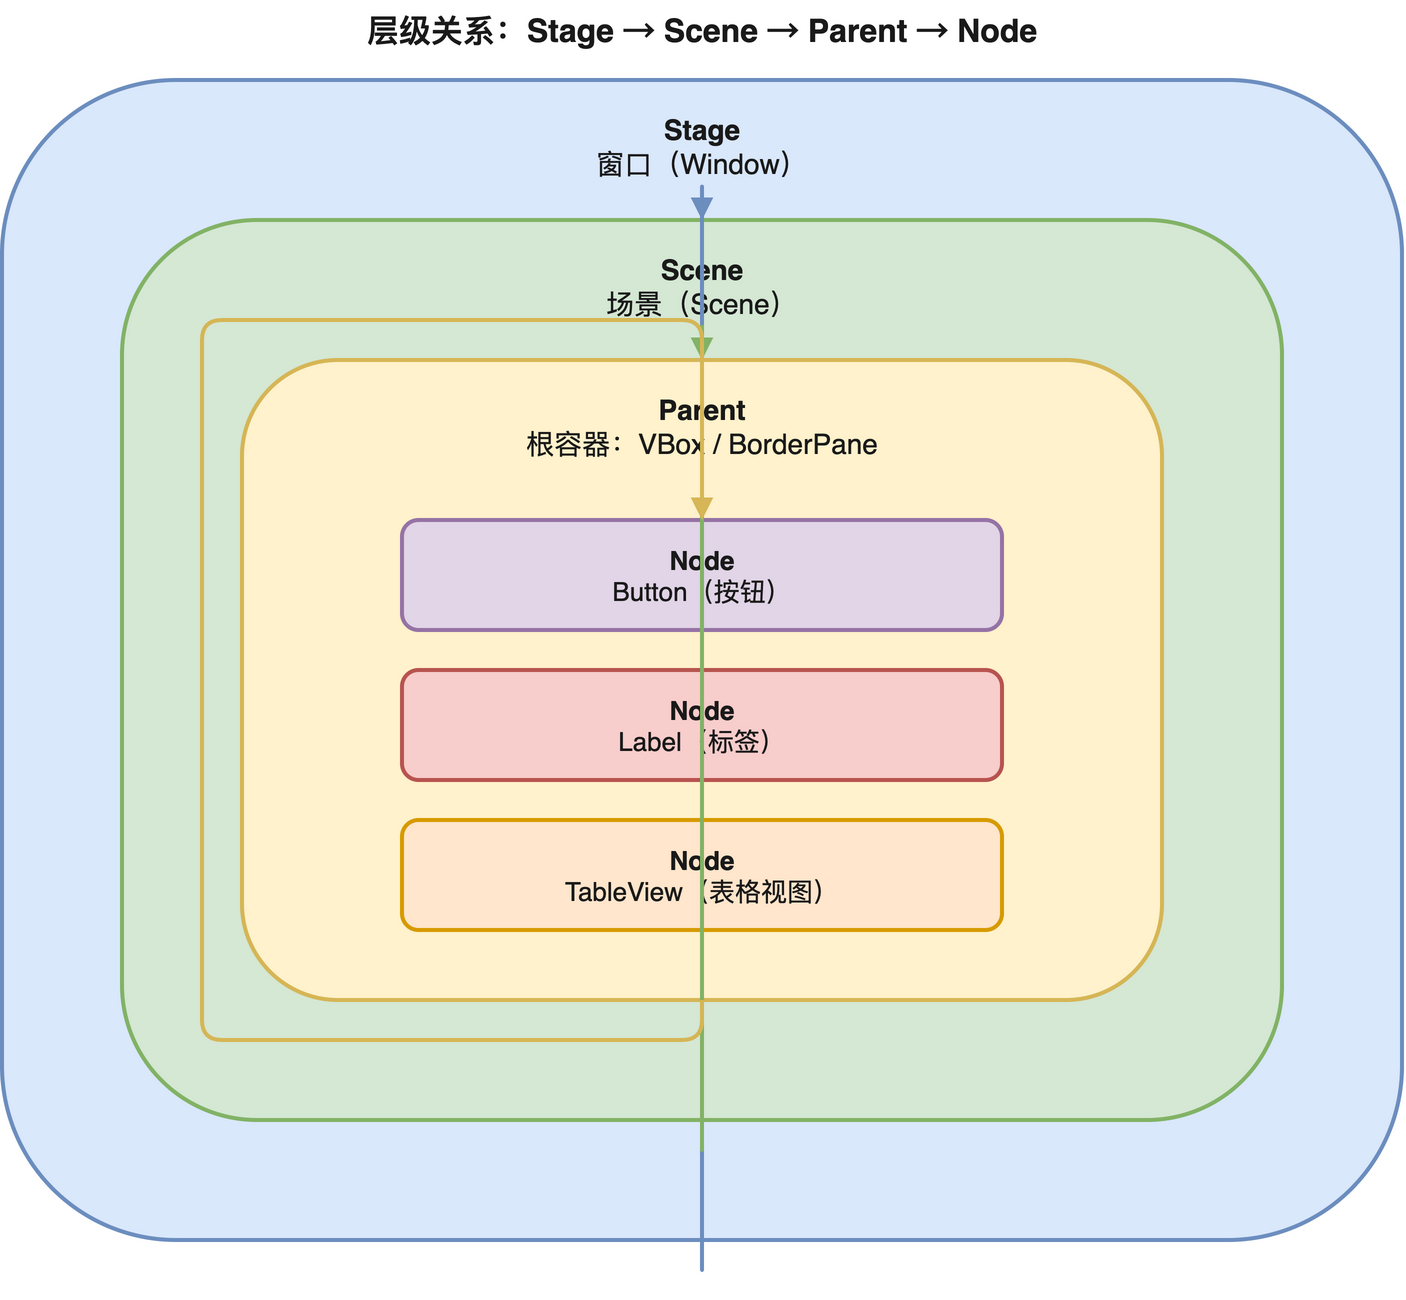 层级关系：Stage → Scene → Parent → Node
Stage
窗口（Window）
Scene
场景（Scene）
Parent
根容器：VBox / BorderPane
Node
Button（按钮）
Node
Label（标签）
Node
TableView（表格视图）